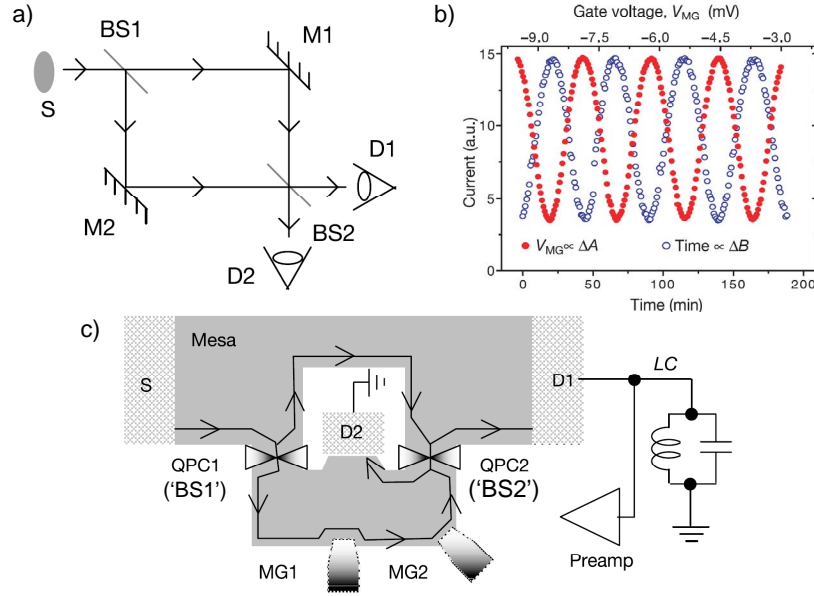 a)
BS1
M1
S
D1
M2
BS2
D2
b)
Gate voltage, V_MG (mV)
-9.0 -7.5 -6.0 -4.5 -3.0
Current (a.u.)
15
10
5
0
V_MG ∝ ΔA
Time ∝ ΔB
0 50 100 150 200
Time (min)
c)
Mesa
LC
S
D1
D2
QPC1
('BS1')
QPC2
('BS2')
MG1
MG2
Preamp